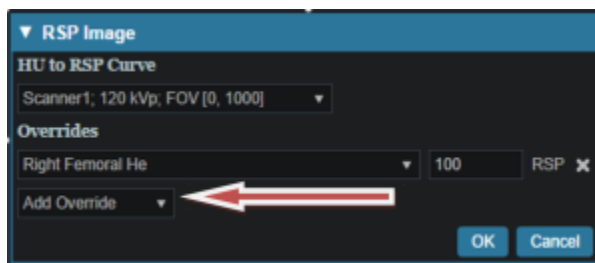 ▼ RSP Image
HU to RSP Curve
Scanner1; 120 kVp; FOV [0, 1000] ▼
Overrides
Right Femoral He ▼ 100 RSP ✖
Add Override ▼
OK Cancel